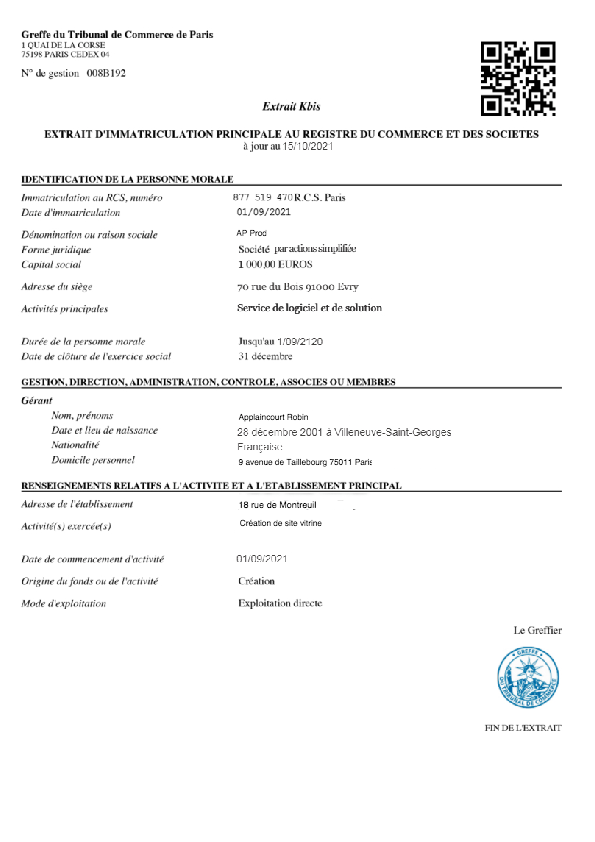 Greffe du Tribunal de Commerce de Paris
1 QUAI DE LA CORSE
75198 PARIS CEDEX 04
N° de gestion 008B192
Extrait Kbis
EXTRAIT D'IMMATRICULATION PRINCIPALE AU REGISTRE DU COMMERCE ET DES SOCIETES
à jour au 15/10/2021
IDENTIFICATION DE LA PERSONNE MORALE
Immatriculation au RCS, numéro 877 519 470 R.C.S. Paris
Date d'immatriculation 01/09/2021
Dénomination ou raison sociale AP Prod
Forme juridique Société par actions simplifiée
Capital social 1 000,00 EUROS
Adresse du siège 70 rue du Bois 91000 Evry
Activités principales Service de logiciel et de solution
Durée de la personne morale Jusqu'au 1/09/2120
Date de clôture de l'exercice social 31 décembre
GESTION, DIRECTION, ADMINISTRATION, CONTROLE, ASSOCIES OU MEMBRES
Gérant
Nom, prénoms Applaincourt Robin
Date et lieu de naissance 28 décembre 2001 à Villeneuve-Saint-Georges
Nationalité Française
Domicile personnel 9 avenue de Taillebourg 75011 Paris
RENSEIGNEMENTS RELATIFS A L'ACTIVITE ET A L'ETABLISSEMENT PRINCIPAL
Adresse de l'établissement 18 rue de Montreuil
Activité(s) exercée(s) Création de site vitrine
Date de commencement d'activité 01/09/2021
Origine du fonds ou de l'activité Création
Mode d'exploitation Exploitation directe
Le Greffier
GREFFE
DU TRIBUNAL DE COMMERCE
FIN DE L'EXTRAIT